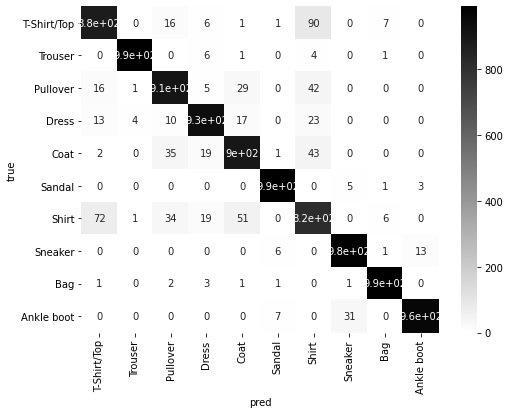 T-Shirt/Top 8.8e+02 0 16 6 1 1 90 0 7 0
Trouser 0 9.9e+02 0 6 1 0 4 0 1 0
Pullover 16 1 9.1e+02 5 29 0 42 0 0 0
Dress 13 4 10 9.3e+02 17 0 23 0 0 0
Coat 2 0 35 19 9e+02 1 43 0 0 0
Sandal 0 0 0 0 0 9.9e+02 0 5 1 3
Shirt 72 1 34 19 51 0 8.2e+02 0 6 0
Sneaker 0 0 0 0 0 6 0 9.8e+02 1 13
Bag 1 0 2 3 1 1 0 1 9.9e+02 0
Ankle boot 0 0 0 0 0 7 0 31 0 9.6e+02
T-Shirt/Top Trouser Pullover Dress Coat Sandal Shirt Sneaker Bag Ankle boot
pred
true
800
600
400
200
0